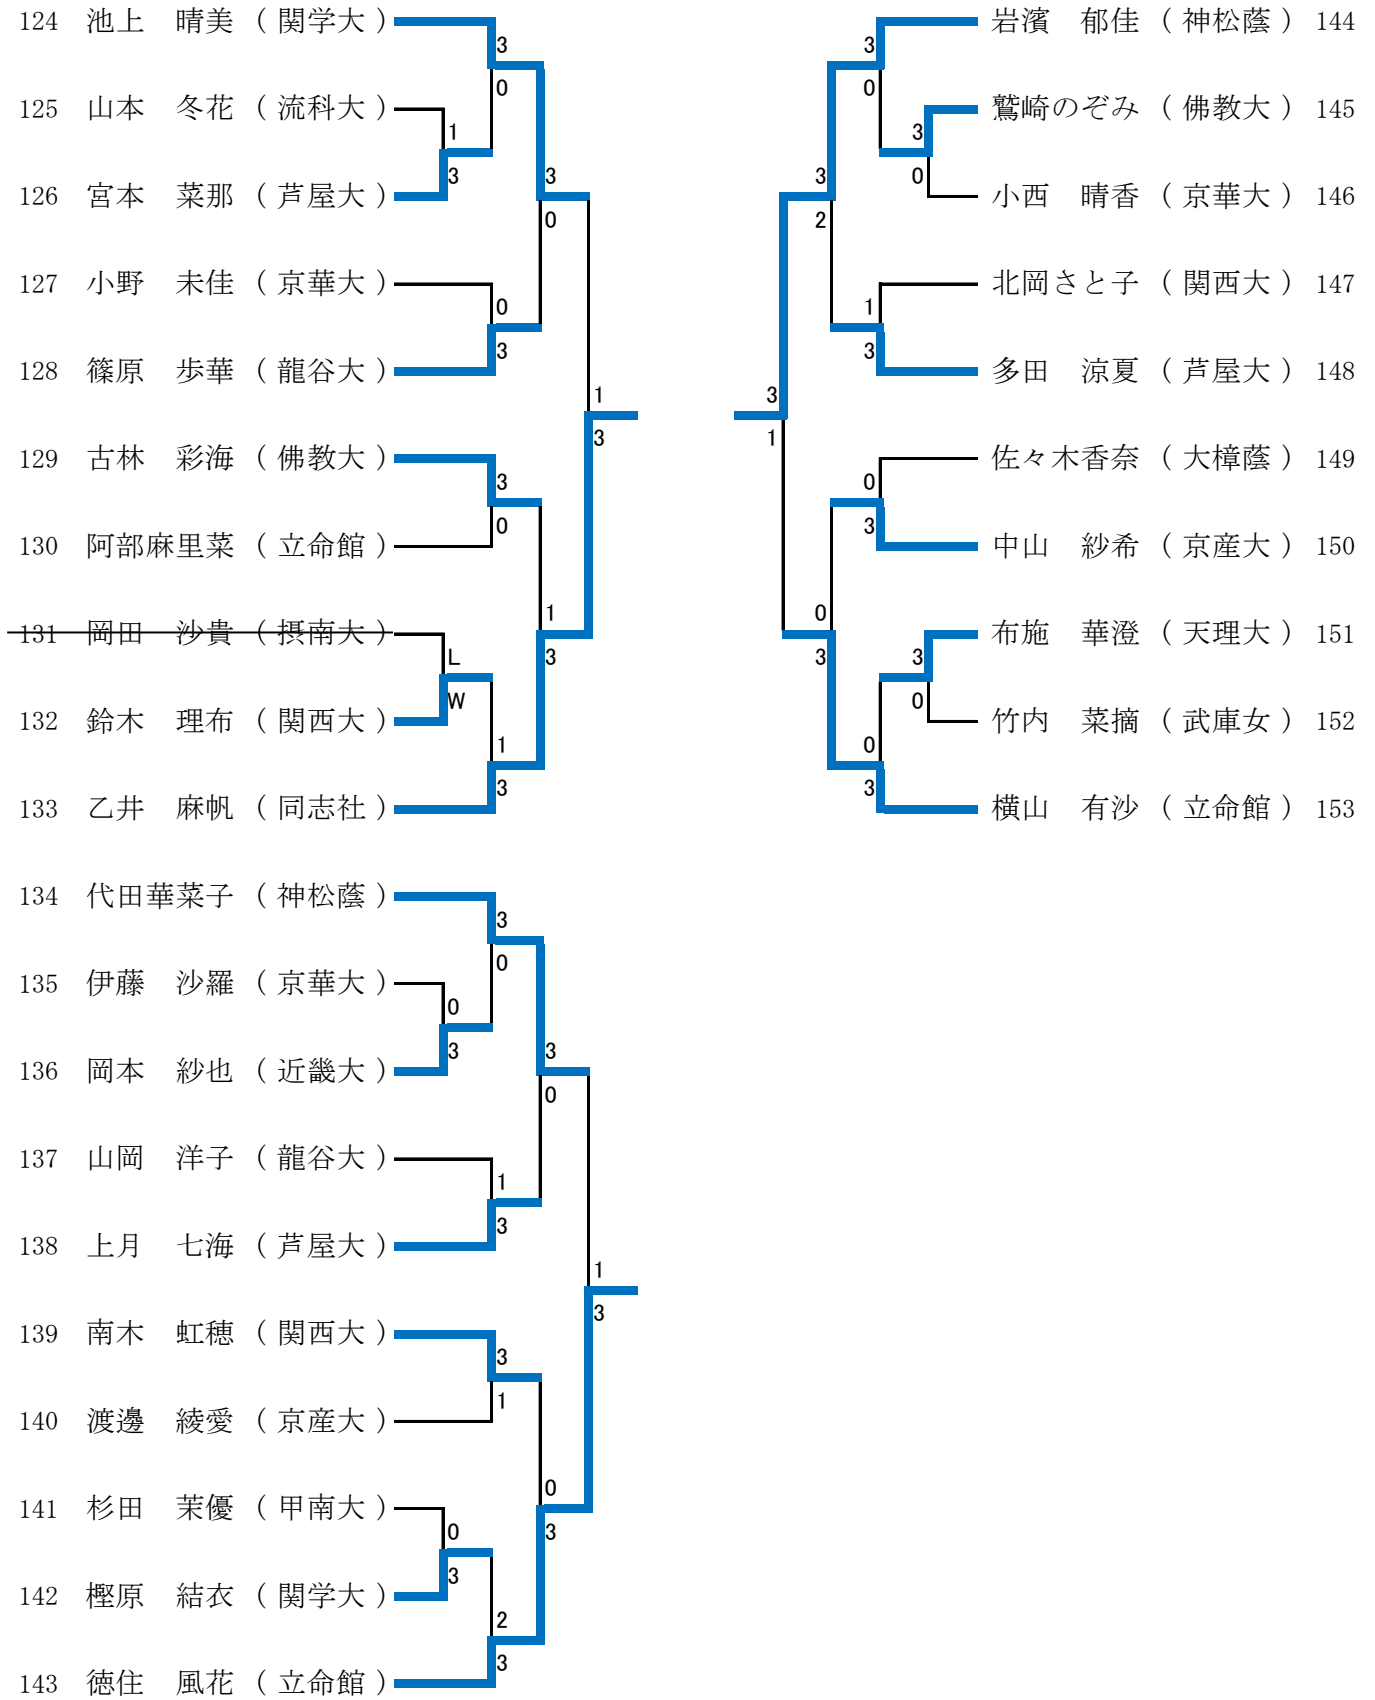 124 池上 晴美 （ 関学大 ）
3
0
125 山本 冬花 （ 流科大 ）
1
3
126 宮本 菜那 （ 芦屋大 ）
3
0
127 小野 未佳 （ 京華大 ）
0
3
128 篠原 歩華 （ 龍谷大 ）
1
3
129 古林 彩海 （ 佛教大 ）
3
0
130 阿部麻里菜 （ 立命館 ）
131 岡田 沙貴 （ 摂南大 ）
1
3
L
W
132 鈴木 理布 （ 関西大 ）
1
3
133 乙井 麻帆 （ 同志社 ）
134 代田華菜子 （ 神松蔭 ）
3
0
135 伊藤 沙羅 （ 京華大 ）
0
3
136 岡本 紗也 （ 近畿大 ）
3
0
137 山岡 洋子 （ 龍谷大 ）
1
3
138 上月 七海 （ 芦屋大 ）
1
3
139 南木 虹穂 （ 関西大 ）
3
1
140 渡邊 綾愛 （ 京産大 ）
0
3
141 杉田 茉優 （ 甲南大 ）
0
3
142 樫原 結衣 （ 関学大 ）
2
3
143 徳住 風花 （ 立命館 ）
岩濱 郁佳 （ 神松蔭 ） 144
3
0
鷲崎のぞみ （ 佛教大 ） 145
3
0
小西 晴香 （ 京華大 ） 146
3
2
北岡さと子 （ 関西大 ） 147
1
3
多田 涼夏 （ 芦屋大 ） 148
3
1
佐々木香奈 （ 大樟蔭 ） 149
0
3
中山 紗希 （ 京産大 ） 150
0
3
布施 華澄 （ 天理大 ） 151
3
0
竹内 菜摘 （ 武庫女 ） 152
0
3
横山 有沙 （ 立命館 ） 153